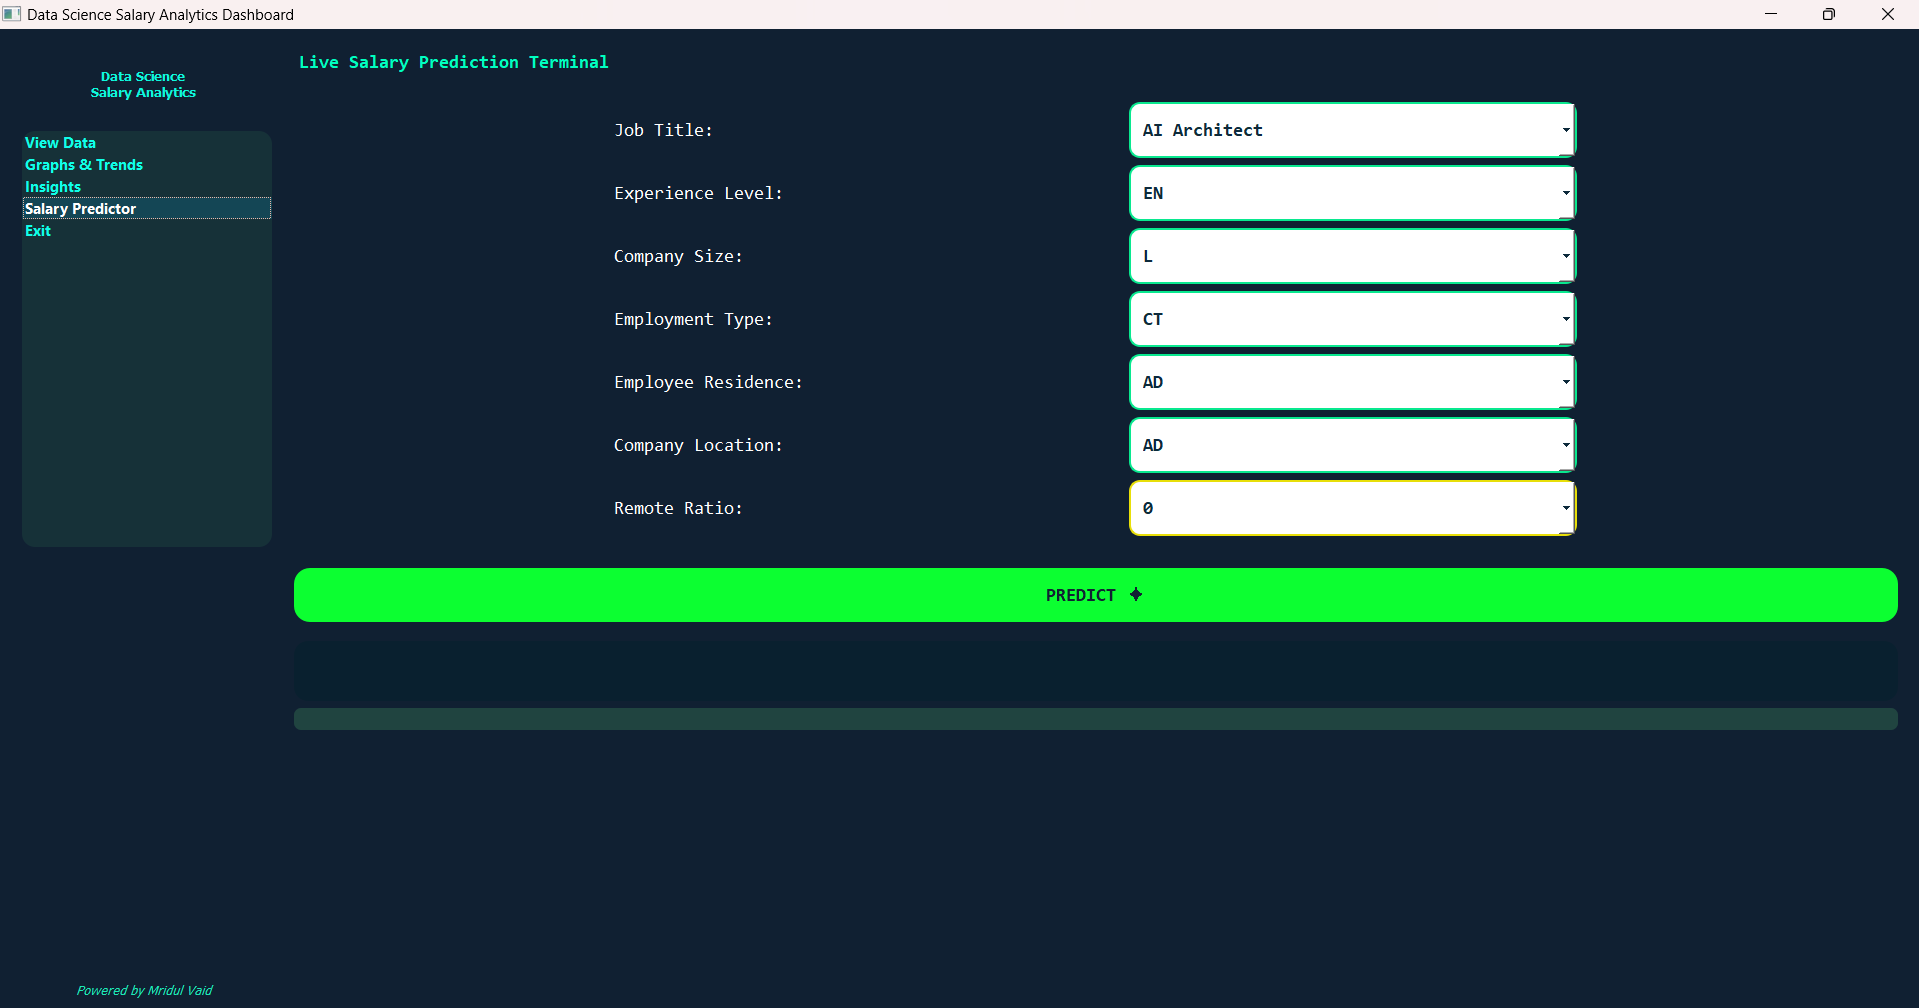 Data Science Salary Analytics Dashboard
Data Science
Salary Analytics
View Data
Graphs & Trends
Insights
Salary Predictor
Exit
Live Salary Prediction Terminal
Job Title: AI Architect
Experience Level: EN
Company Size: L
Employment Type: CT
Employee Residence: AD
Company Location: AD
Remote Ratio: 0
PREDICT ✦
Powered by Mridul Vaid